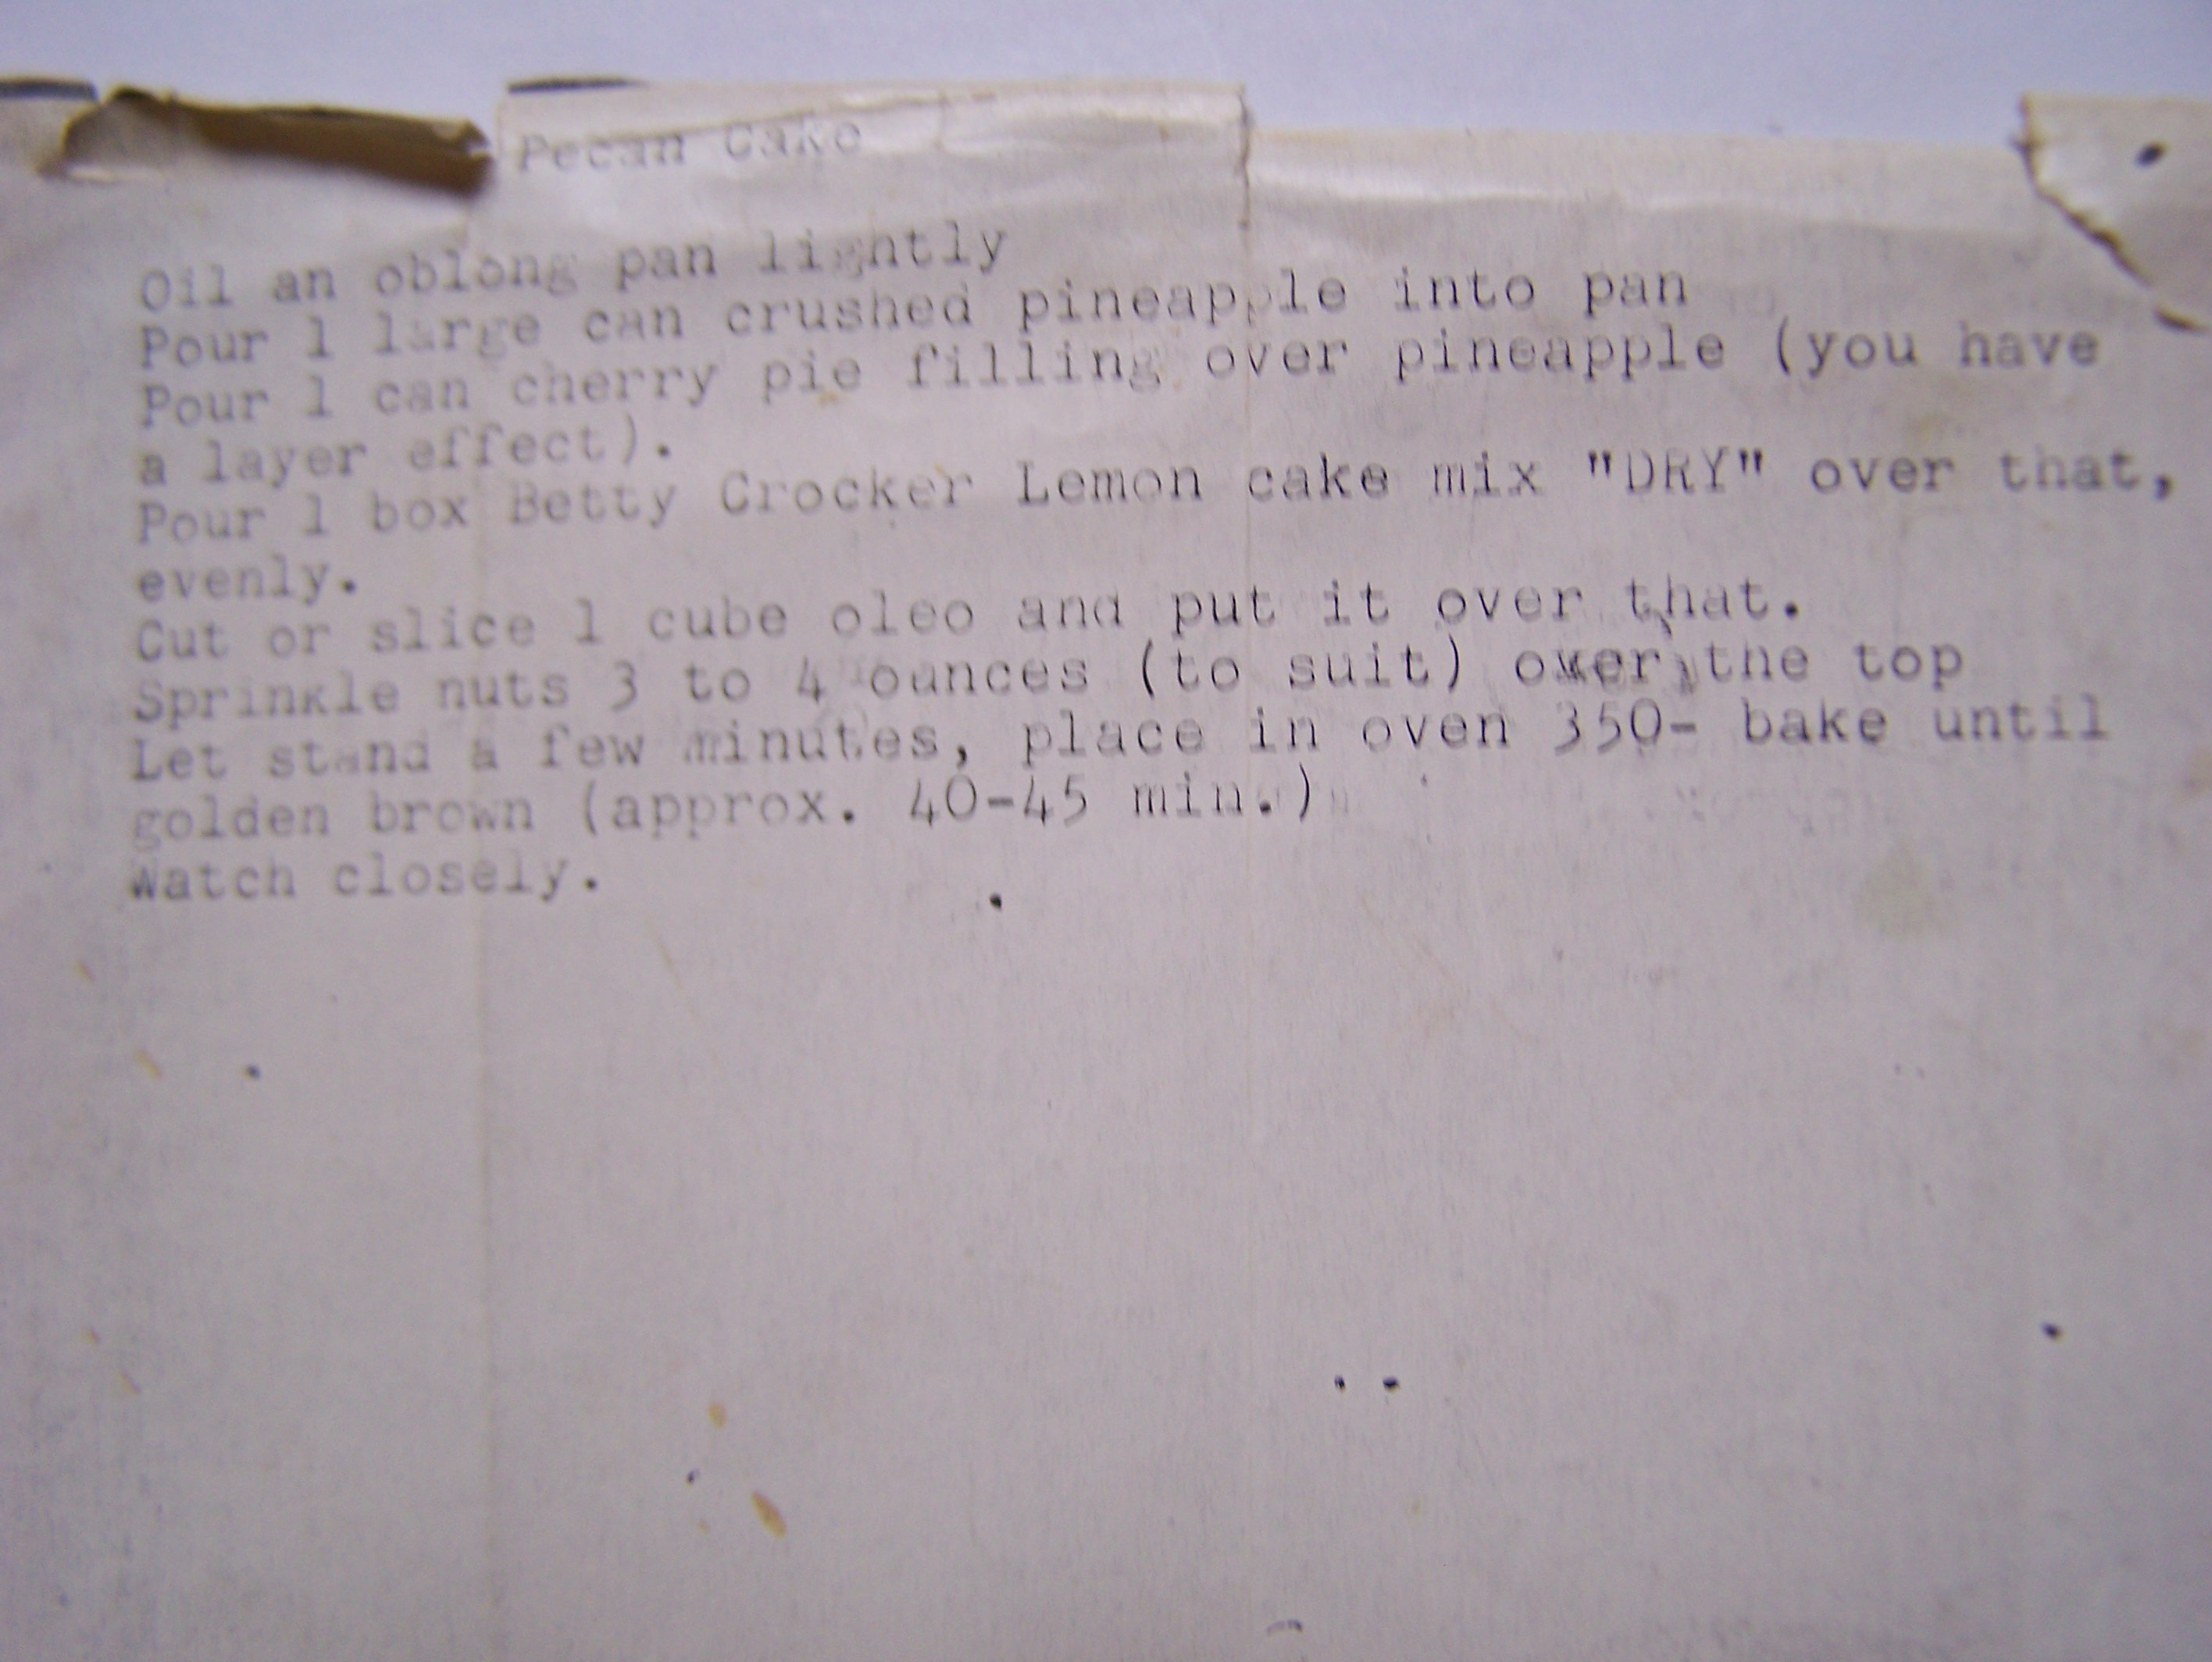 Pecan Cake
Oil an oblong pan lightly
Pour 1 large can crushed pineapple into pan
Pour 1 can cherry pie filling over pineapple (you have
a layer effect).
Pour 1 box Betty Crocker Lemon cake mix "DRY" over that,
evenly.
Cut or slice 1 cube oleo and put it over that.
Sprinkle nuts 3 to 4 ounces (to suit) over the top
Let stand a few minutes, place in oven 350- bake until
golden brown (approx. 40-45 min.)
Watch closely.